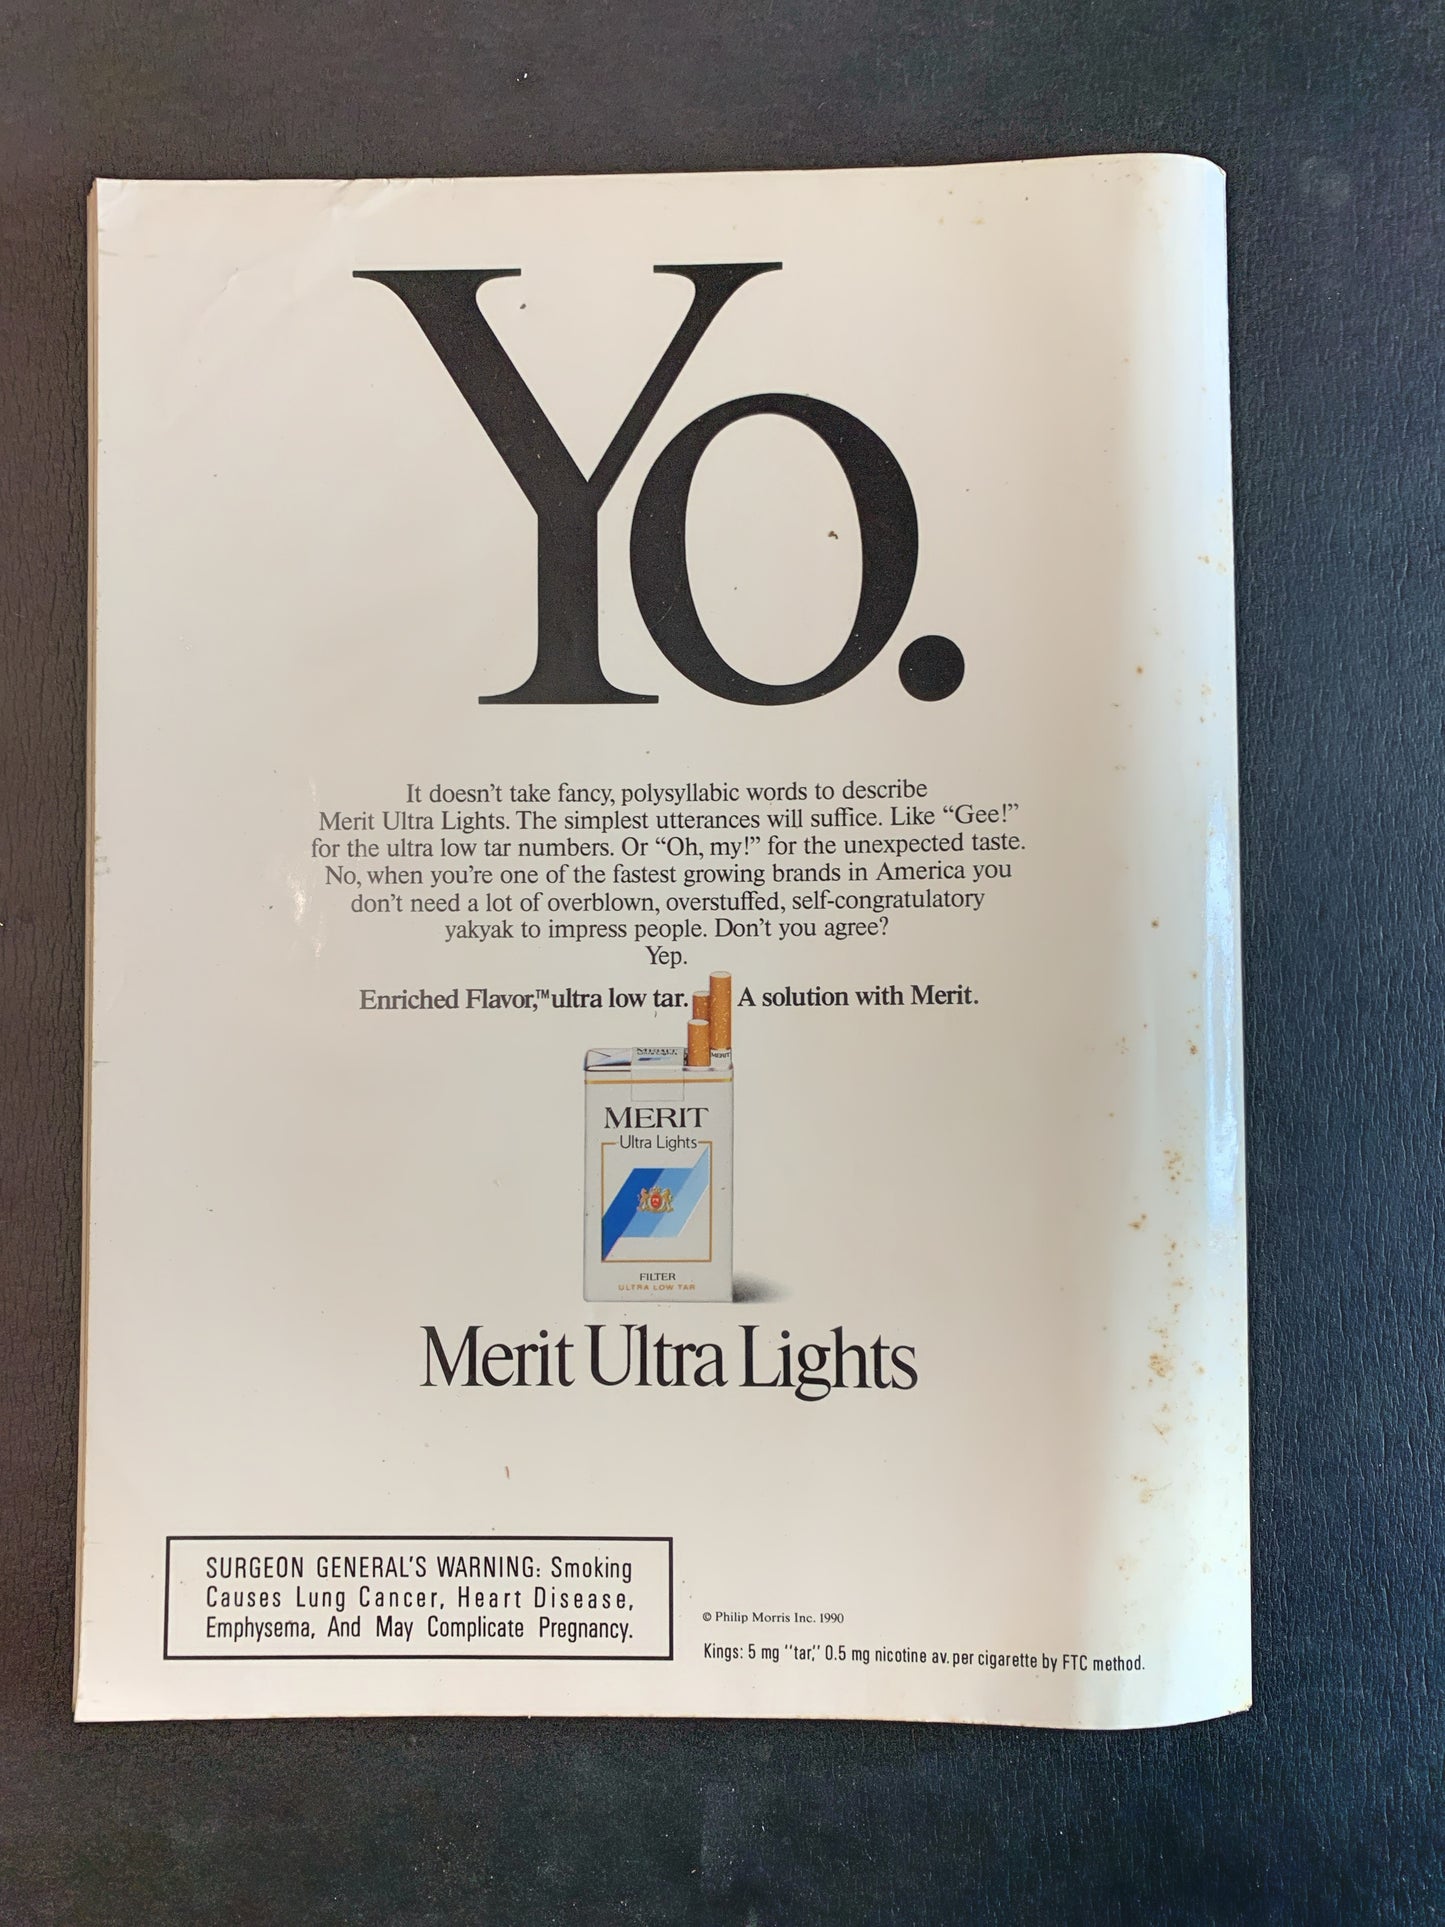 Yo.
It doesn't take fancy, polysyllabic words to describe
Merit Ultra Lights. The simplest utterances will suffice. Like “Gee!”
for the ultra low tar numbers. Or “Oh, my!” for the unexpected taste.
No, when you're one of the fastest growing brands in America you
don't need a lot of overblown, overstuffed, self-congratulatory
yakyak to impress people. Don't you agree?
Yep.
Enriched Flavor,™ ultra low tar. A solution with Merit.
MERIT
MERIT
MERIT
Ultra Lights
FILTER
ULTRA LOW TAR
Merit Ultra Lights
SURGEON GENERAL'S WARNING: Smoking
Causes Lung Cancer, Heart Disease,
Emphysema, And May Complicate Pregnancy.
© Philip Morris Inc. 1990
Kings: 5 mg "tar," 0.5 mg nicotine av. per cigarette by FTC method.